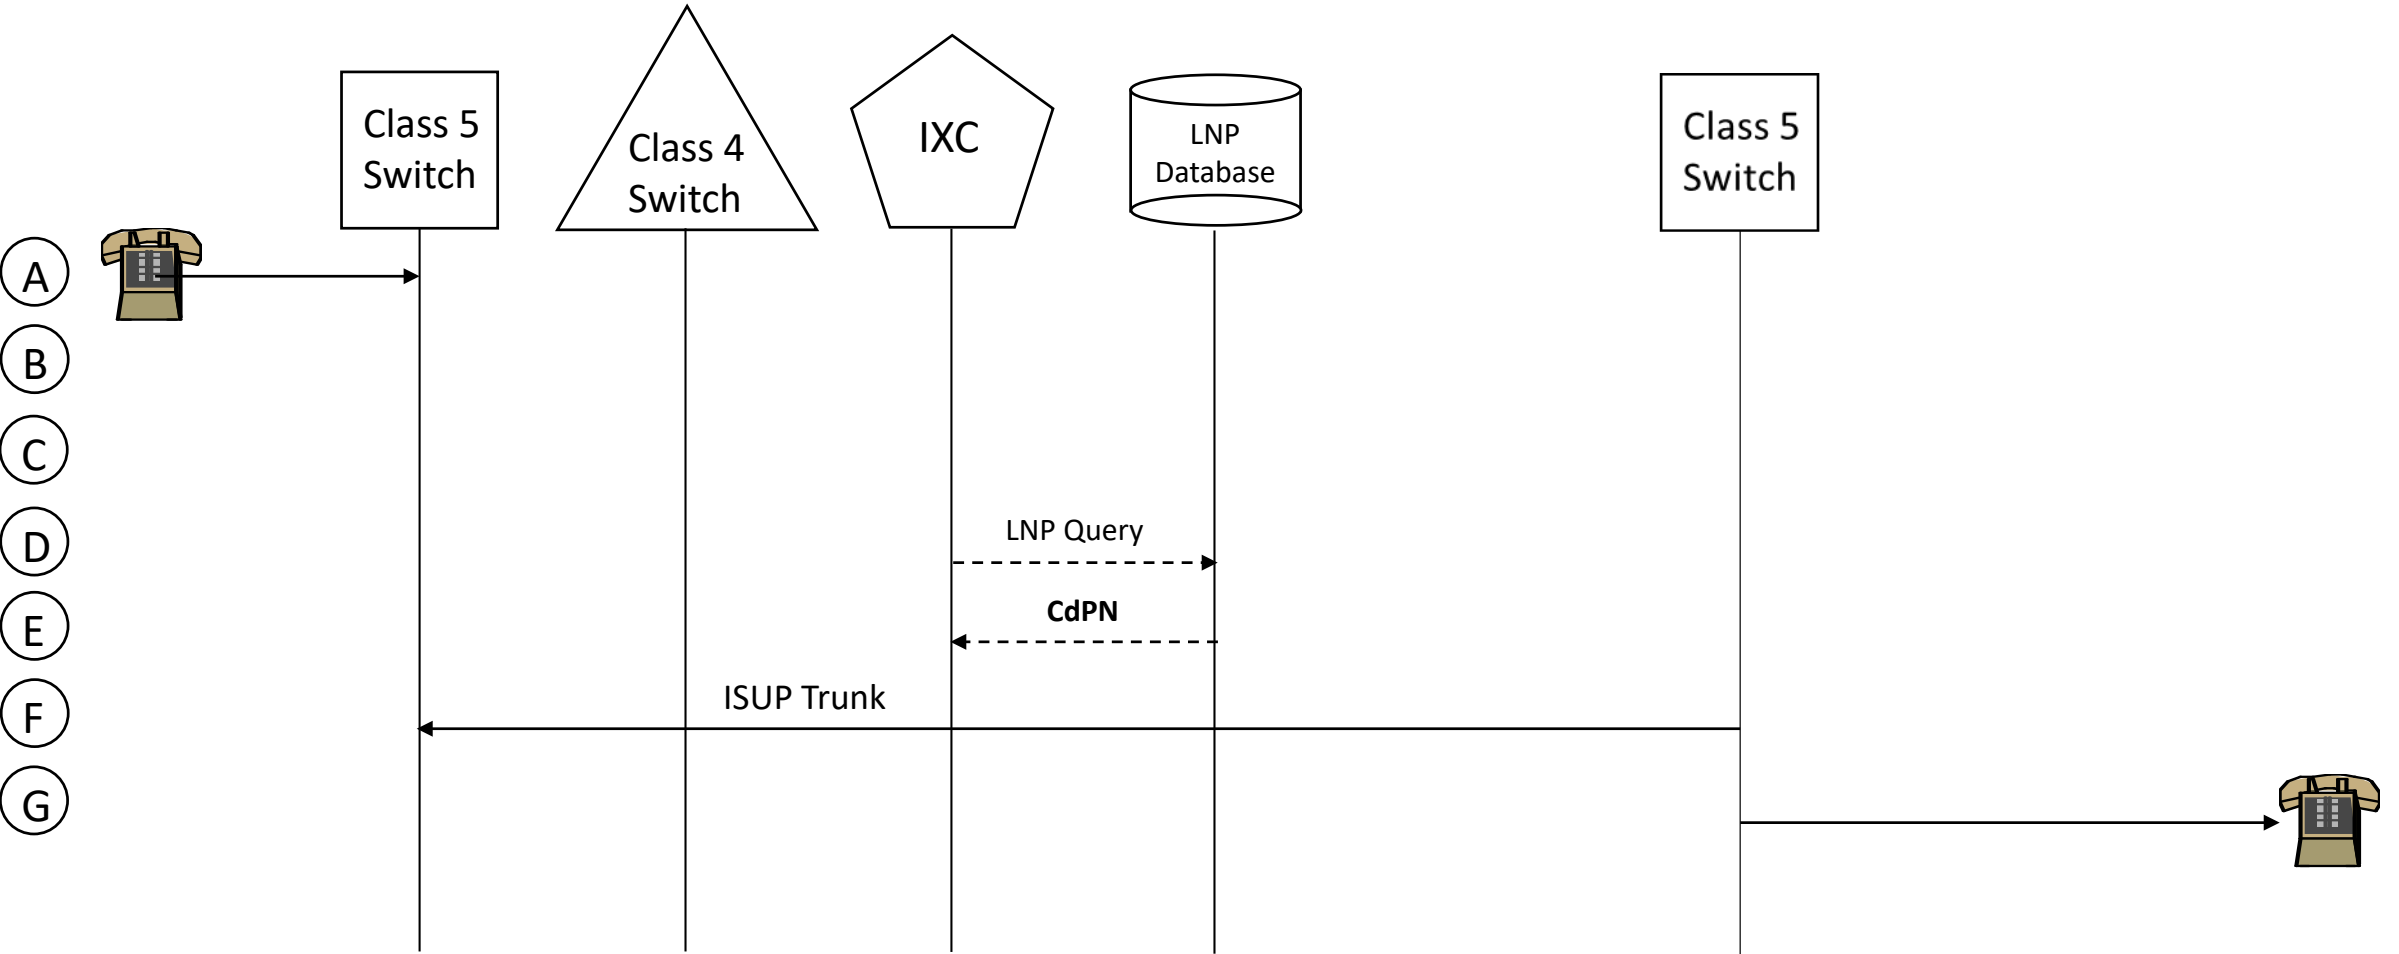 Class 5
Switch
Class 4
Switch
IXC
LNP
Database
Class 5
Switch
A
B
C
D
LNP Query
E
CdPN
F
ISUP Trunk
G